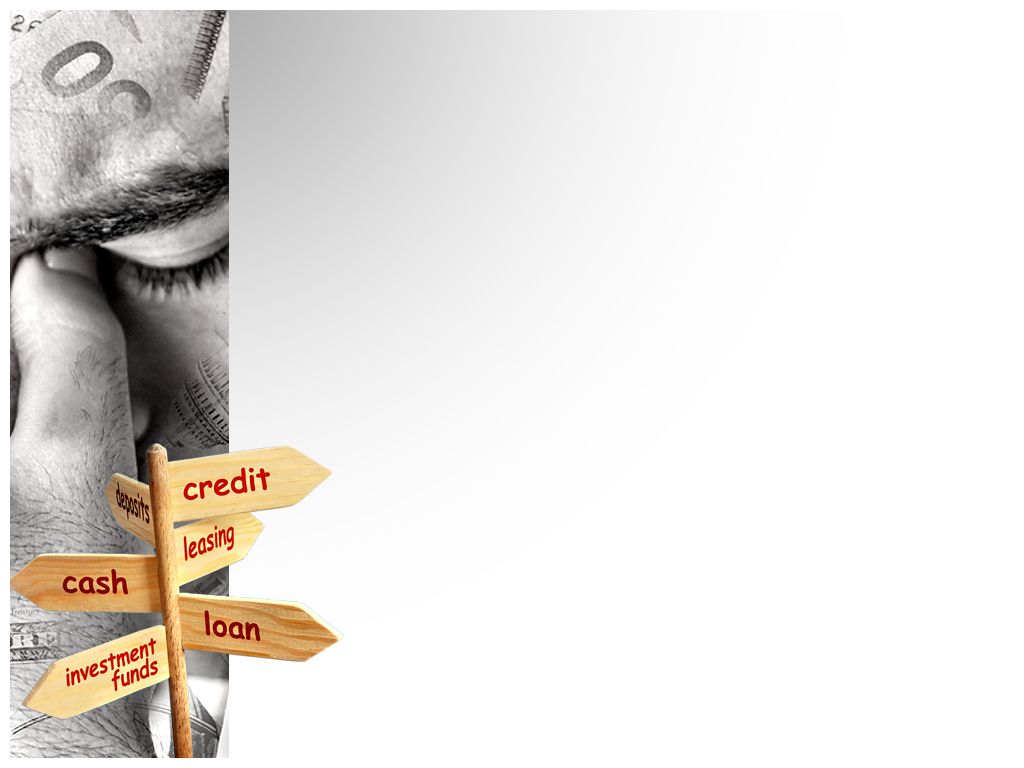 credit
deposits
leasing
cash
loan
investment
funds